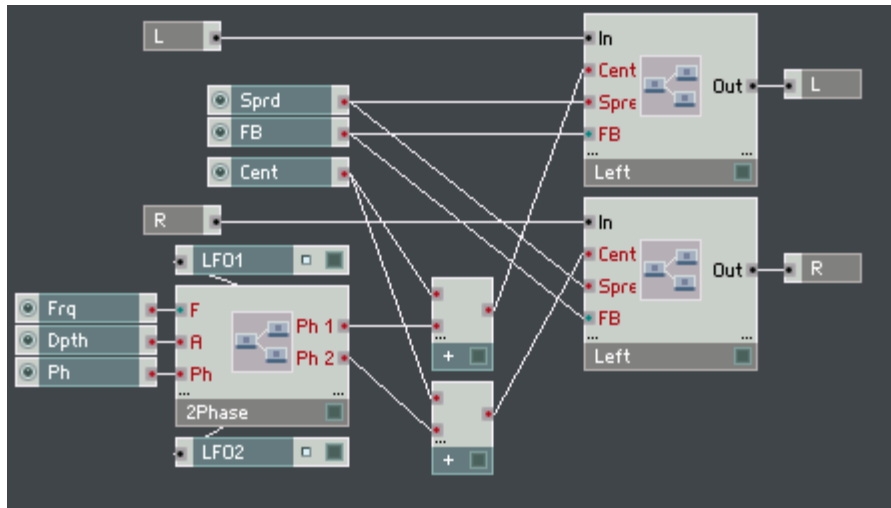 L
In
Cent
Spre
FB
Out
L
...
...
Left
Sprd
FB
Cent
R
In
Cent
Spre
FB
Out
R
...
...
Left
LFO1
Frq
Dpth
Ph
F
A
Ph
Ph 1
Ph 2
...
...
2Phase
LFO2
...
+
...
+